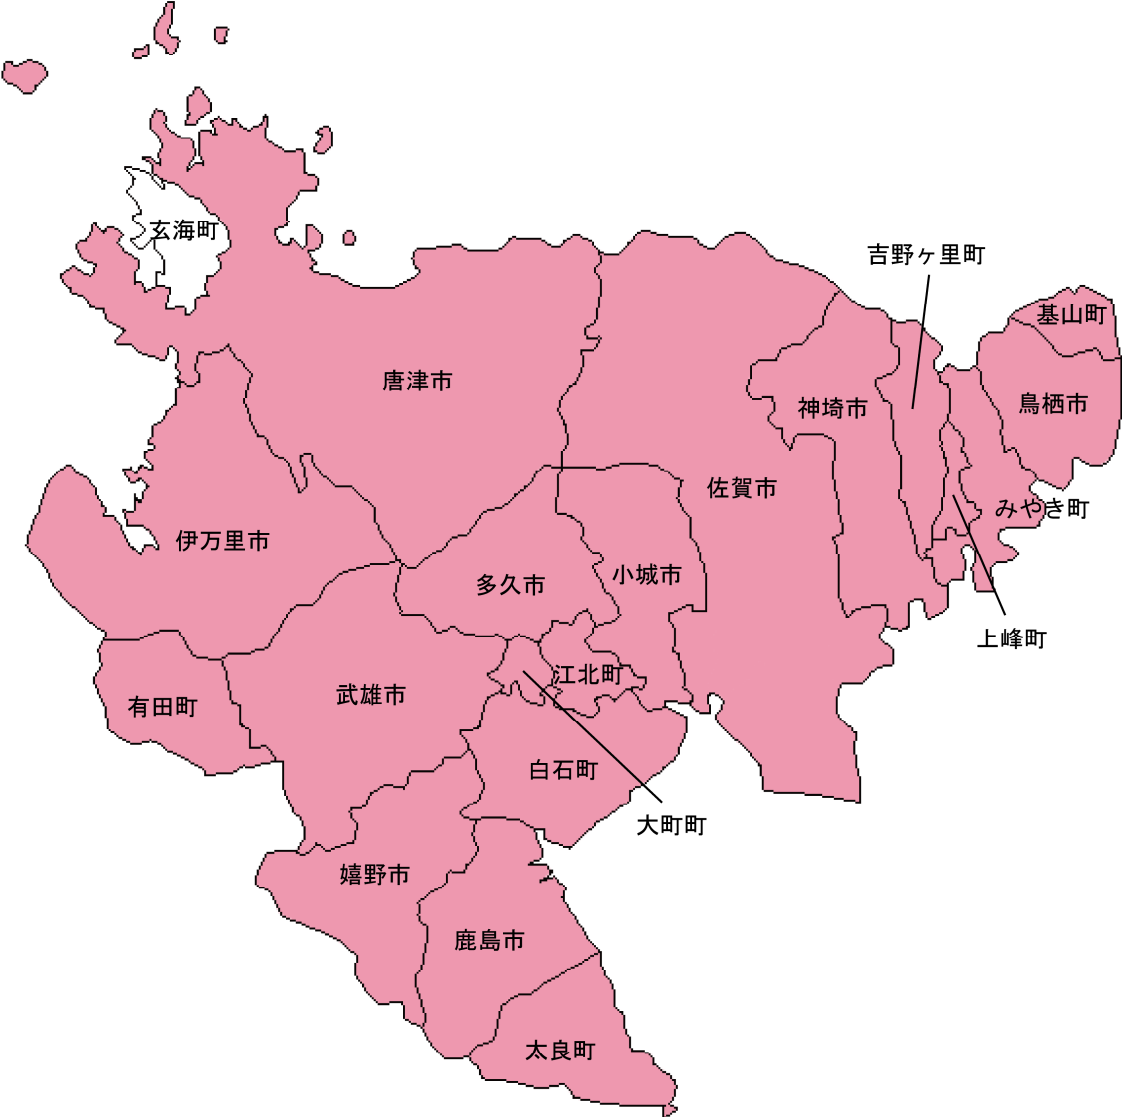 玄海町
吉野ヶ里町
基山町
唐津市
神埼市
鳥栖市
佐賀市
みやき町
伊万里市
小城市
多久市
上峰町
江北町
武雄市
有田町
白石町
大町町
嬉野市
鹿島市
太良町